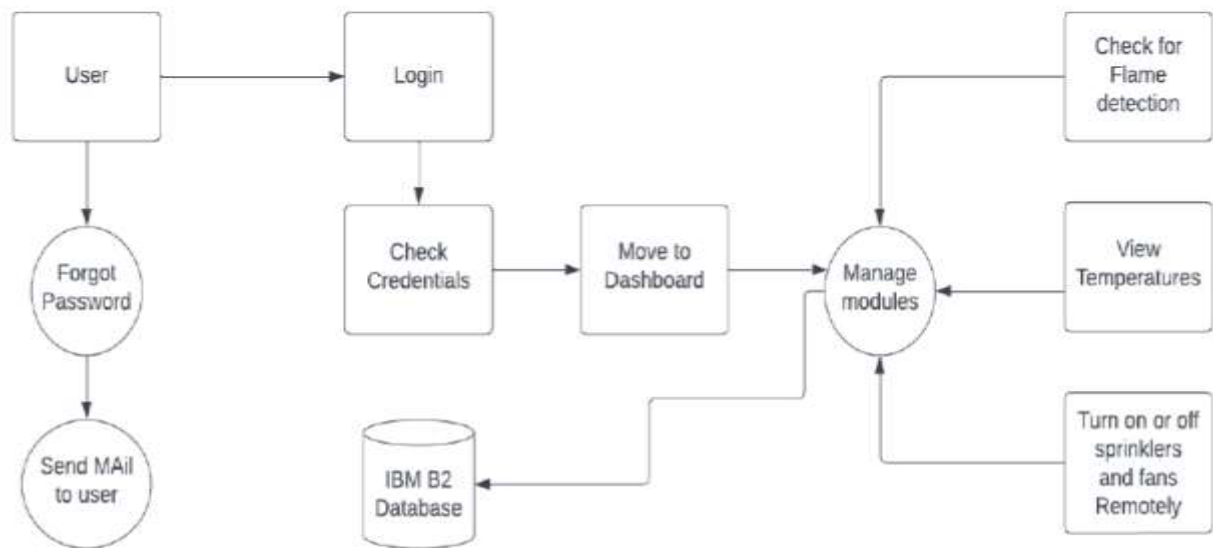 User
Login
Check for
Flame
detection
Check
Credentials
Move to
Dashboard
Manage
modules
View
Temperatures
Forgot
Password
Send MAil
to user
IBM B2
Database
Turn on or off
sprinklers
and fans
Remotely